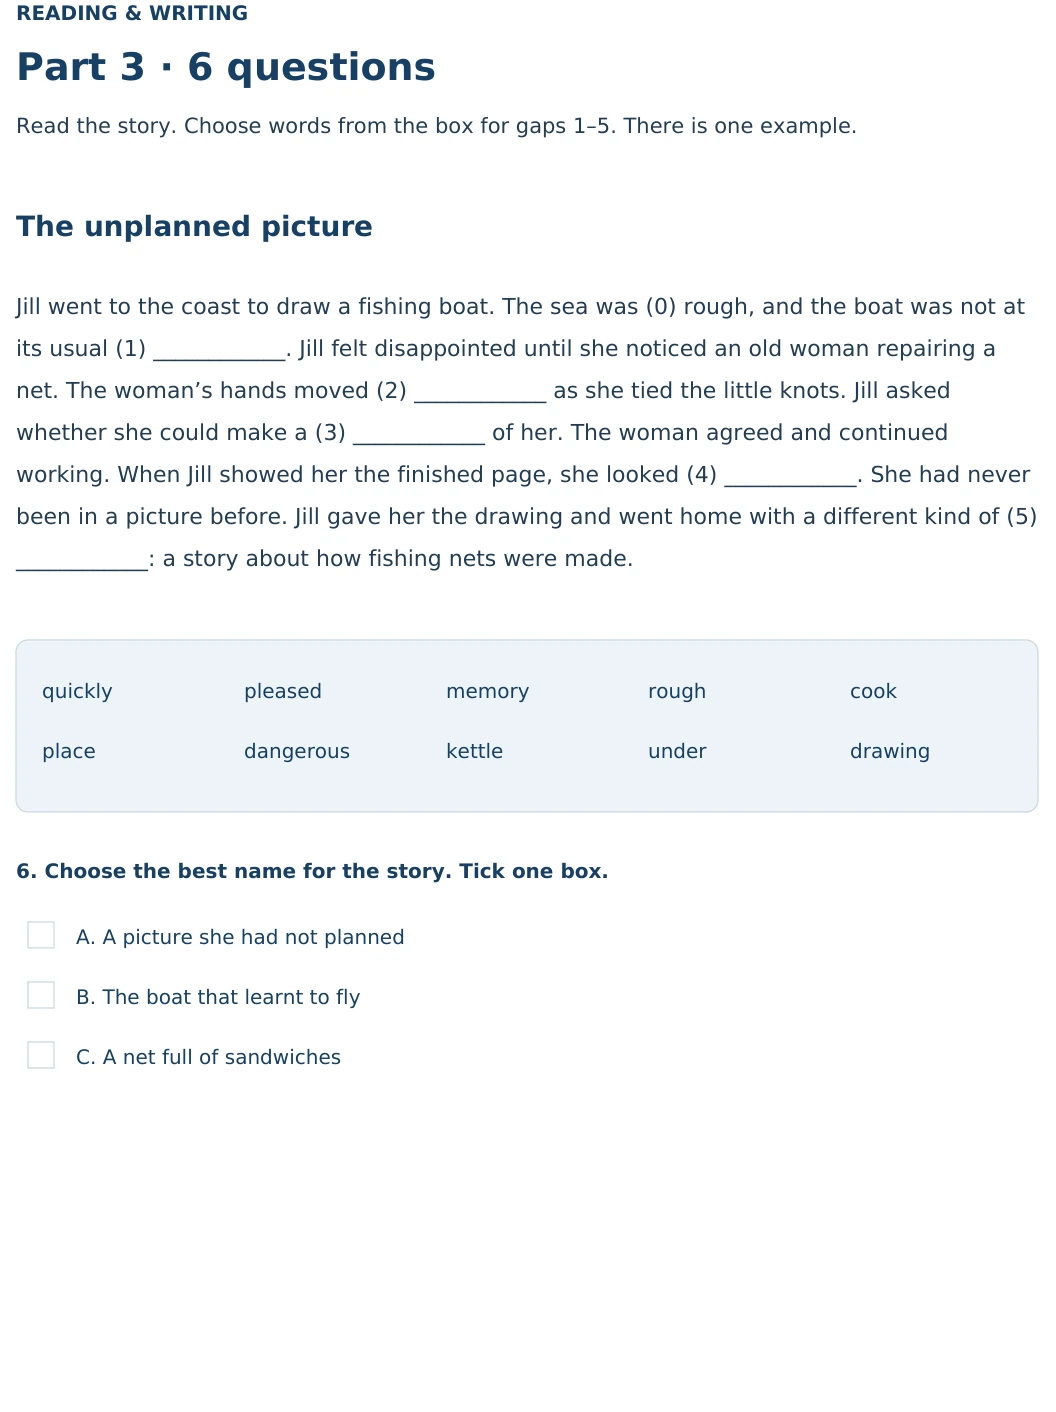 READING & WRITING
Part 3 · 6 questions
Read the story. Choose words from the box for gaps 1–5. There is one example.
The unplanned picture
Jill went to the coast to draw a fishing boat. The sea was (0) rough, and the boat was not at
its usual (1) ____________. Jill felt disappointed until she noticed an old woman repairing a
net. The woman’s hands moved (2) ____________ as she tied the little knots. Jill asked
whether she could make a (3) ____________ of her. The woman agreed and continued
working. When Jill showed her the finished page, she looked (4) ____________. She had never
been in a picture before. Jill gave her the drawing and went home with a different kind of (5)
____________: a story about how fishing nets were made.
quickly pleased memory rough cook
place dangerous kettle under drawing
6. Choose the best name for the story. Tick one box.
A. A picture she had not planned
B. The boat that learnt to fly
C. A net full of sandwiches